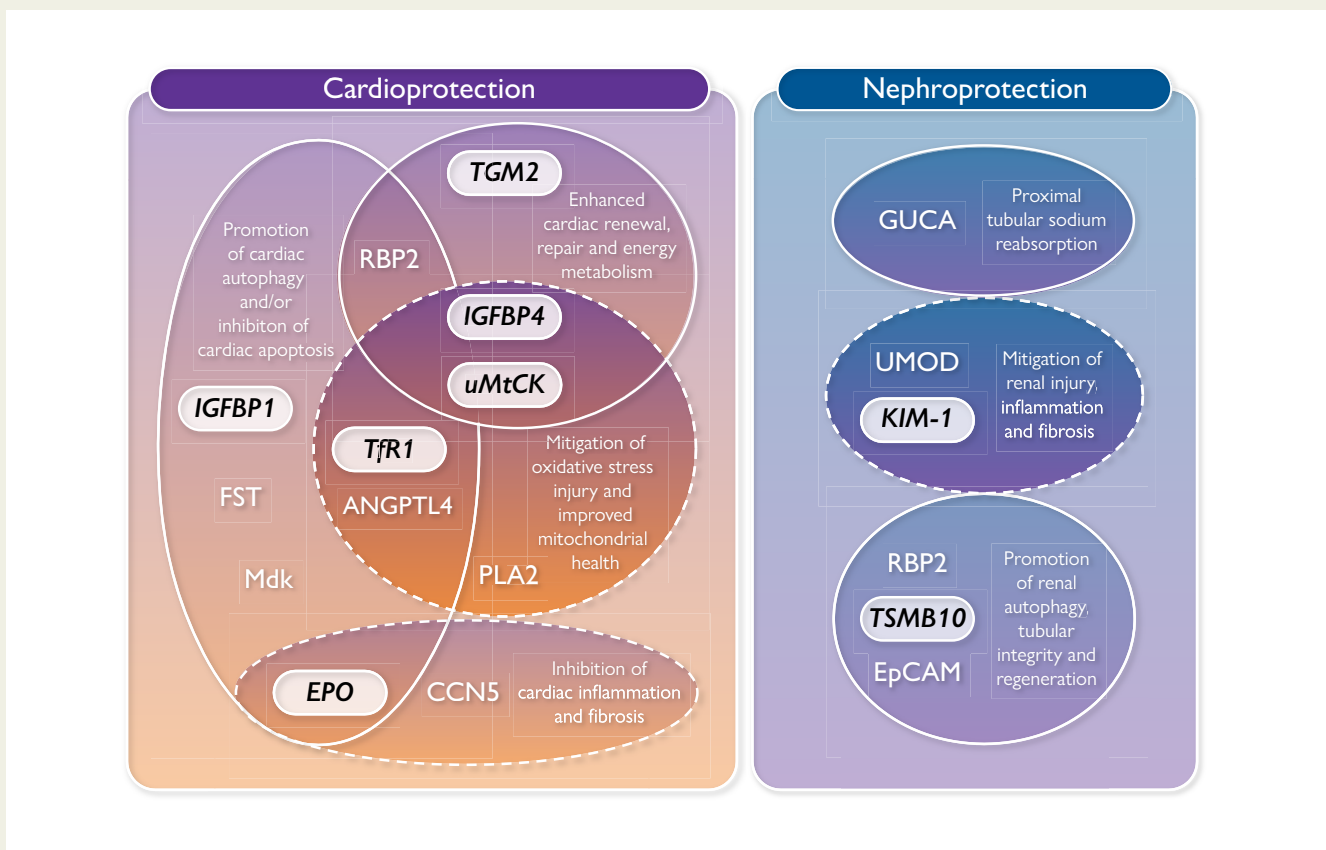 Cardioprotection
TGM2
Enhanced
cardiac renewal,
repair and energy
metabolism
Promotion
of cardiac
autophagy
and/or
inhibiton of
cardiac apoptosis
RBP2
IGFBP4
uMtCK
IGFBP1
TfR1
FST
ANGPTL4
Mitigation of
oxidative stress
injury and
improved
mitochondrial
health
Mdk
PLA2
EPO
CCN5
Inhibition of
cardiac inflammation
and fibrosis
Nephroprotection
GUCA
Proximal
tubular sodium
reabsorption
UMOD
KIM-1
Mitigation of
renal injury,
inflammation
and fibrosis
RBP2
TSMB10
EpCAM
Promotion
of renal
autophagy,
tubular
integrity and
regeneration